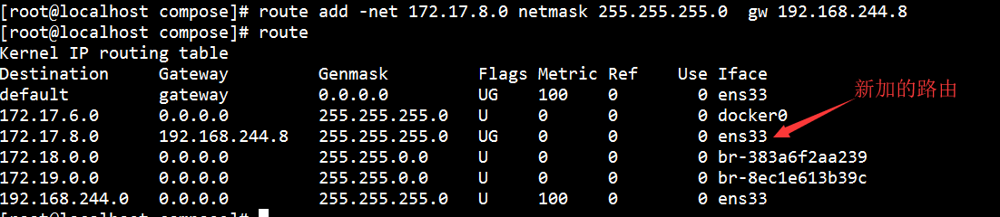 [root@localhost compose]# route add -net 172.17.8.0 netmask 255.255.255.0  gw 192.168.244.8
[root@localhost compose]# route
Kernel IP routing table
Destination     Gateway         Genmask         Flags Metric Ref    Use Iface
default         gateway         0.0.0.0         UG    100    0        0 ens33
新加的路由
172.17.6.0      0.0.0.0         255.255.255.0   U     0      0        0 docker0
172.17.8.0      192.168.244.8   255.255.255.0   UG    0      0        0 ens33
172.18.0.0      0.0.0.0         255.255.0.0     U     0      0        0 br-383a6f2aa239
172.19.0.0      0.0.0.0         255.255.0.0     U     0      0        0 br-8ec1e613b39c
192.168.244.0   0.0.0.0         255.255.255.0   U     100    0        0 ens33
[root@localhost compose]#